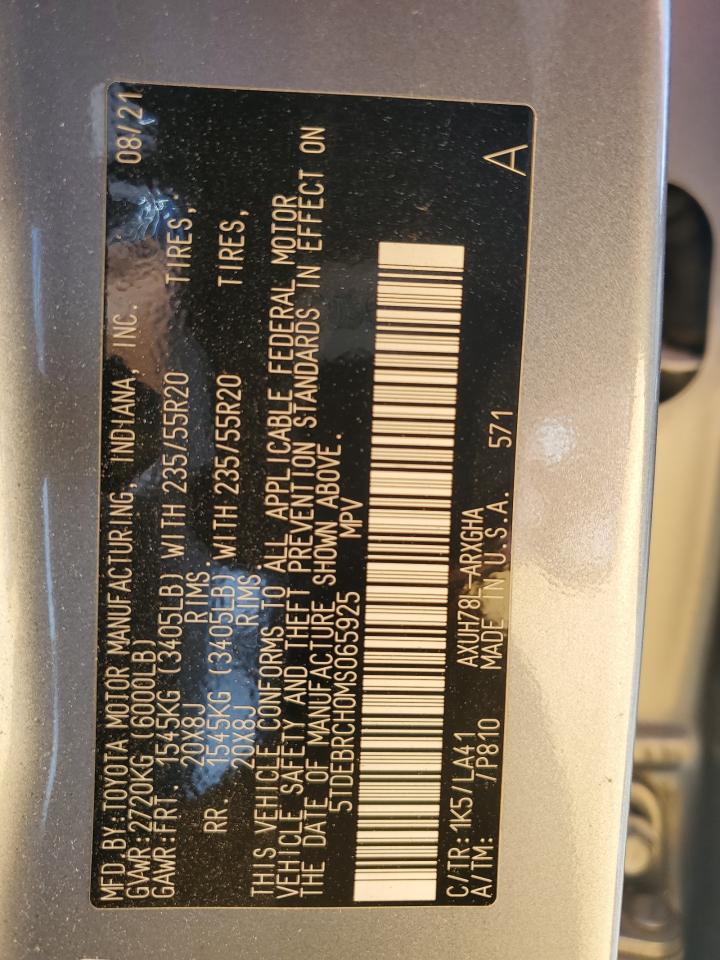 MFD BY:TOYOTA MOTOR MANUFACTURING, INDIANA, INC. 08/21
GVWR:2720KG (6000LB)
GAWR:FRT. 1545KG (3405LB) WITH 235/55R20 TIRES,
20X8J RIMS.
RR. 1545KG (3405LB) WITH 235/55R20 TIRES,
20X8J RIMS.
THIS VEHICLE CONFORMS TO ALL APPLICABLE FEDERAL MOTOR
VEHICLE SAFETY AND THEFT PREVENTION STANDARDS IN EFFECT ON
THE DATE OF MANUFACTURE SHOWN ABOVE.
5TDEBRCH0MS065925 MPV
C/TR:1K5/LA41 AXUH78L-ARXGHA
A/TM: /P810 MADE IN U.S.A. 571 A